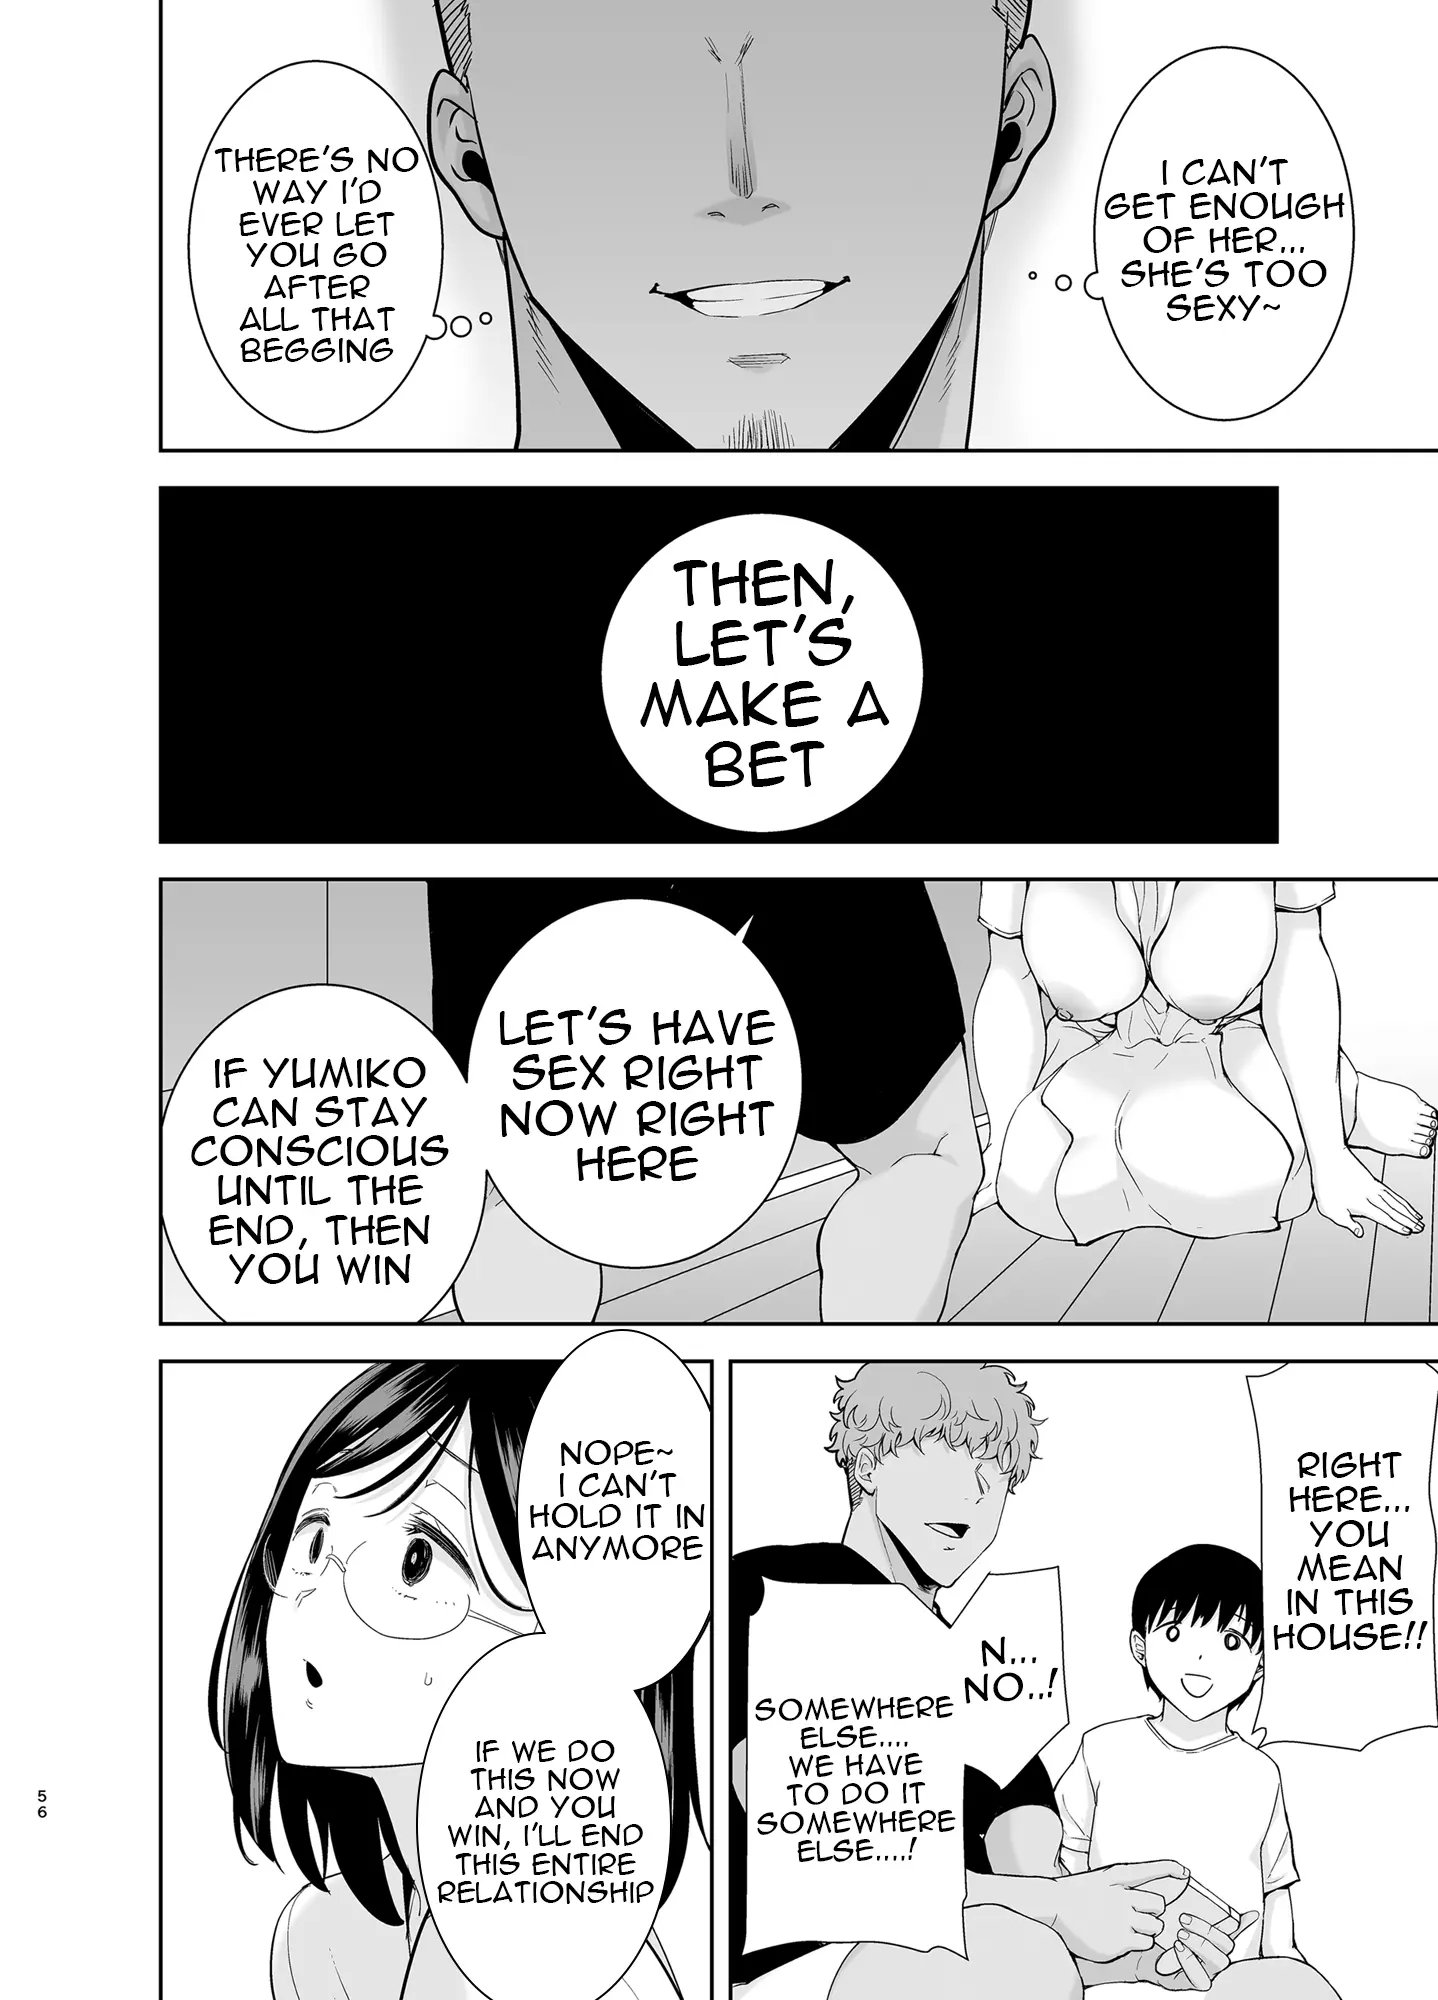 I CAN'T
GET ENOUGH
OF HER...
SHE'S TOO
SEXY~
THERE'S NO
WAY I'D
EVER LET
YOU GO
AFTER
ALL THAT
BEGGING
THEN,
LET'S
MAKE A
BET
LET'S HAVE
SEX RIGHT
NOW RIGHT
HERE
IF YUMIKO
CAN STAY
CONSCIOUS
UNTIL THE
END, THEN
YOU WIN
RIGHT
HERE...
YOU
MEAN
IN THIS
HOUSE!!
N...
NO..!
SOMEWHERE
ELSE....
WE HAVE
TO DO IT
SOMEWHERE
ELSE....!
NOPE~
I CAN'T
HOLD IT IN
ANYMORE
IF WE DO
THIS NOW
AND YOU
WIN, I'LL END
THIS ENTIRE
RELATIONSHIP
56